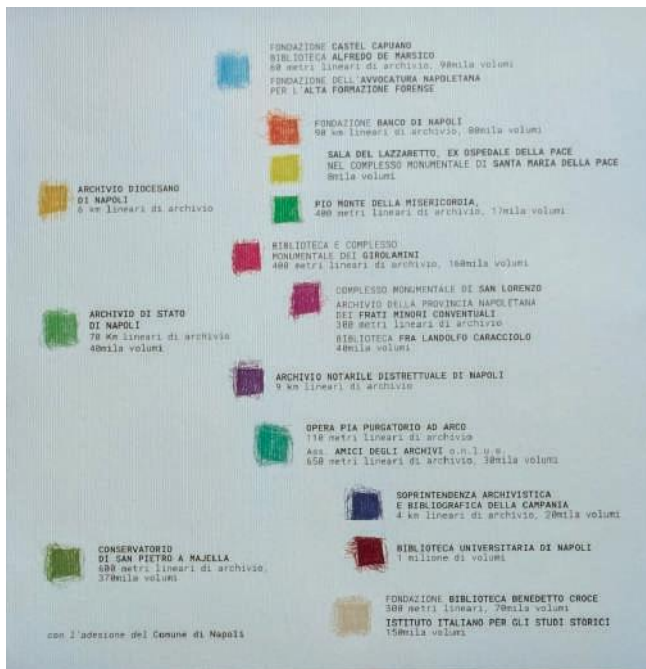 FONDAZIONE CASTEL CAPUANO
BIBLIOTECA ALFREDO DE MARSICO
60 metri lineari di archivio, 90mila volumi
FONDAZIONE DELL'AVVOCATURA NAPOLETANA
PER L'ALTA FORMAZIONE FORENSE
FONDAZIONE BANCO DI NAPOLI
90 km lineari di archivio, 80mila volumi
SALA DEL LAZZARETTO, EX OSPEDALE DELLA PACE
NEL COMPLESSO MONUMENTALE DI SANTA MARIA DELLA PACE
8mila volumi
ARCHIVIO DIOCESANO
DI NAPOLI
6 km lineari di archivio
PIO MONTE DELLA MISERICORDIA,
400 metri lineari di archivio, 17mila volumi
BIBLIOTECA E COMPLESSO
MONUMENTALE DEI GIROLAMINI
400 metri lineari di archivio, 160mila volumi
COMPLESSO MONUMENTALE DI SAN LORENZO
ARCHIVIO DELLA PROVINCIA NAPOLETANA
DEI FRATI MINORI CONVENTUALI
300 metri lineari di archivio
BIBLIOTECA FRA LANDOLFO CARACCIOLO
40mila volumi
ARCHIVIO DI STATO
DI NAPOLI
70 Km lineari di archivio
40mila volumi
ARCHIVIO NOTARILE DISTRETTUALE DI NAPOLI
9 km lineari di archivio
OPERA PIA PURGATORIO AD ARCO
110 metri lineari di archivio
Ass. AMICI DEGLI ARCHIVI o.n.l.u.s.
650 metri lineari di archivio, 30mila volumi
SOPRINTENDENZA ARCHIVISTICA
E BIBLIOGRAFICA DELLA CAMPANIA
4 km lineari di archivio, 20mila volumi
CONSERVATORIO
DI SAN PIETRO A MAJELLA
600 metri lineari di archivio,
370mila volumi
BIBLIOTECA UNIVERSITARIA DI NAPOLI
1 milione di volumi
FONDAZIONE BIBLIOTECA BENEDETTO CROCE
300 metri lineari, 70mila volumi
ISTITUTO ITALIANO PER GLI STUDI STORICI
150mila volumi
con l'adesione del Comune di Napoli